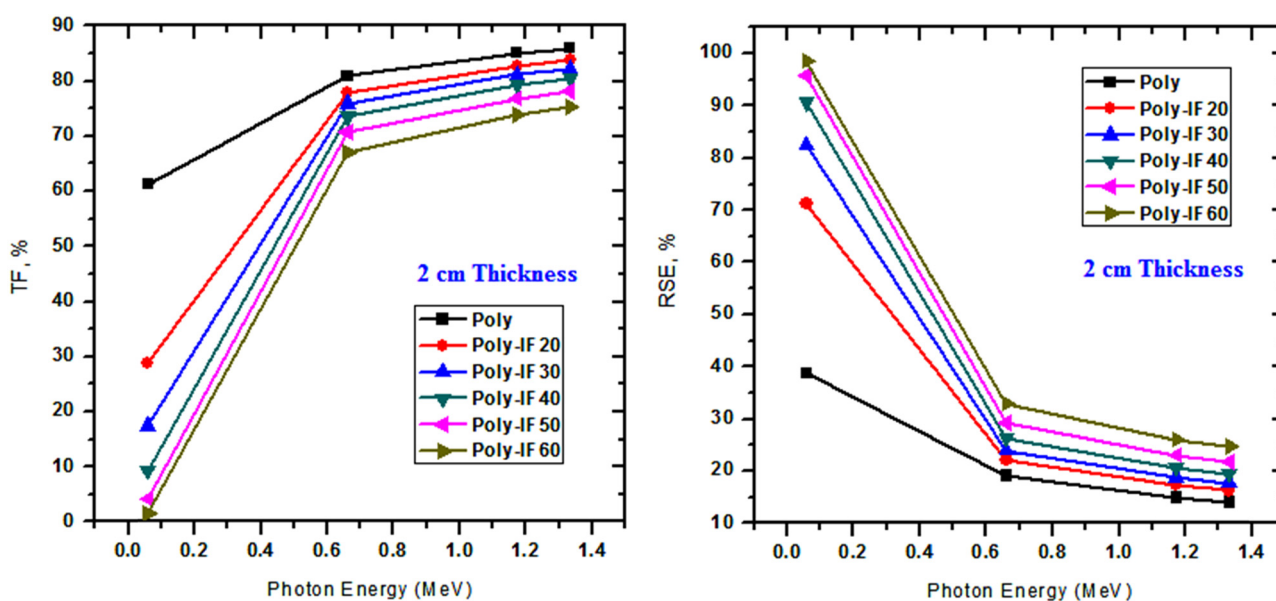 90
80
70
60
50
40
30
20
10
0
TF, %
2 cm Thickness
Poly
Poly-IF 20
Poly-IF 30
Poly-IF 40
Poly-IF 50
Poly-IF 60
0.0 0.2 0.4 0.6 0.8 1.0 1.2 1.4
Photon Energy (MeV)
100
90
80
70
60
50
40
30
20
10
RSE, %
Poly
Poly-IF 20
Poly-IF 30
Poly-IF 40
Poly-IF 50
Poly-IF 60
2 cm Thickness
0.0 0.2 0.4 0.6 0.8 1.0 1.2 1.4
Photon Energy (MeV)